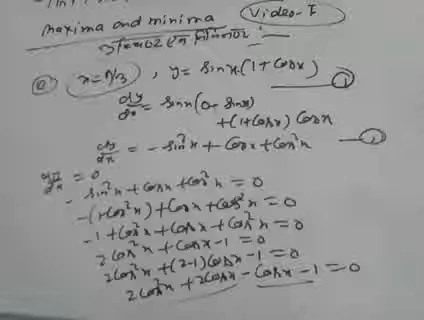 maxima and minima
Video-I
@ x=π/3, y= sinx(1+cosx) ①
dy/dx = sinx(0-sinx)
+(1+cosx) cosx
dy/dx = -sin²x + cosx + cos²x
dy/dx = 0
-sin²x + cosx + cos²x = 0
-(1-cos²x) + cosx + cos²x = 0
-1 + cos²x + cosx + cos²x = 0
2cos²x + cosx - 1 = 0
2cos²x + (2-1)cosx - 1 = 0
2cos²x + 2cosx - cosx - 1 = 0